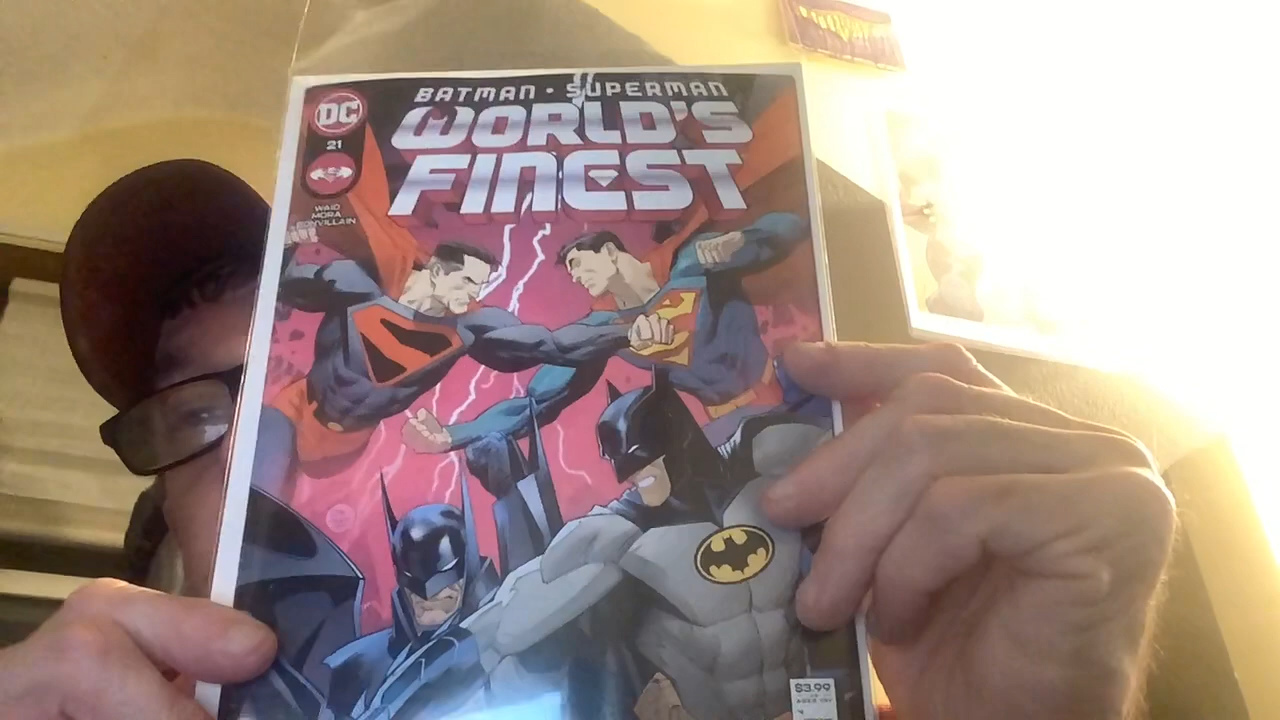 BATMAN • SUPERMAN
WORLD'S
FINEST
DC
21
WAID
MORA
BONVILLAIN
$3.99